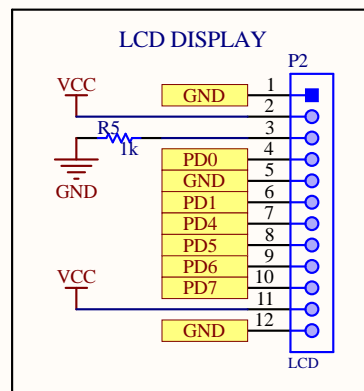 LCD DISPLAY
P2
VCC
GND 1
2
R5 3
1k
PD0 4
GND
GND 5
PD1 6
PD4 7
PD5 8
PD6 9
VCC
PD7 10
11
GND 12
LCD